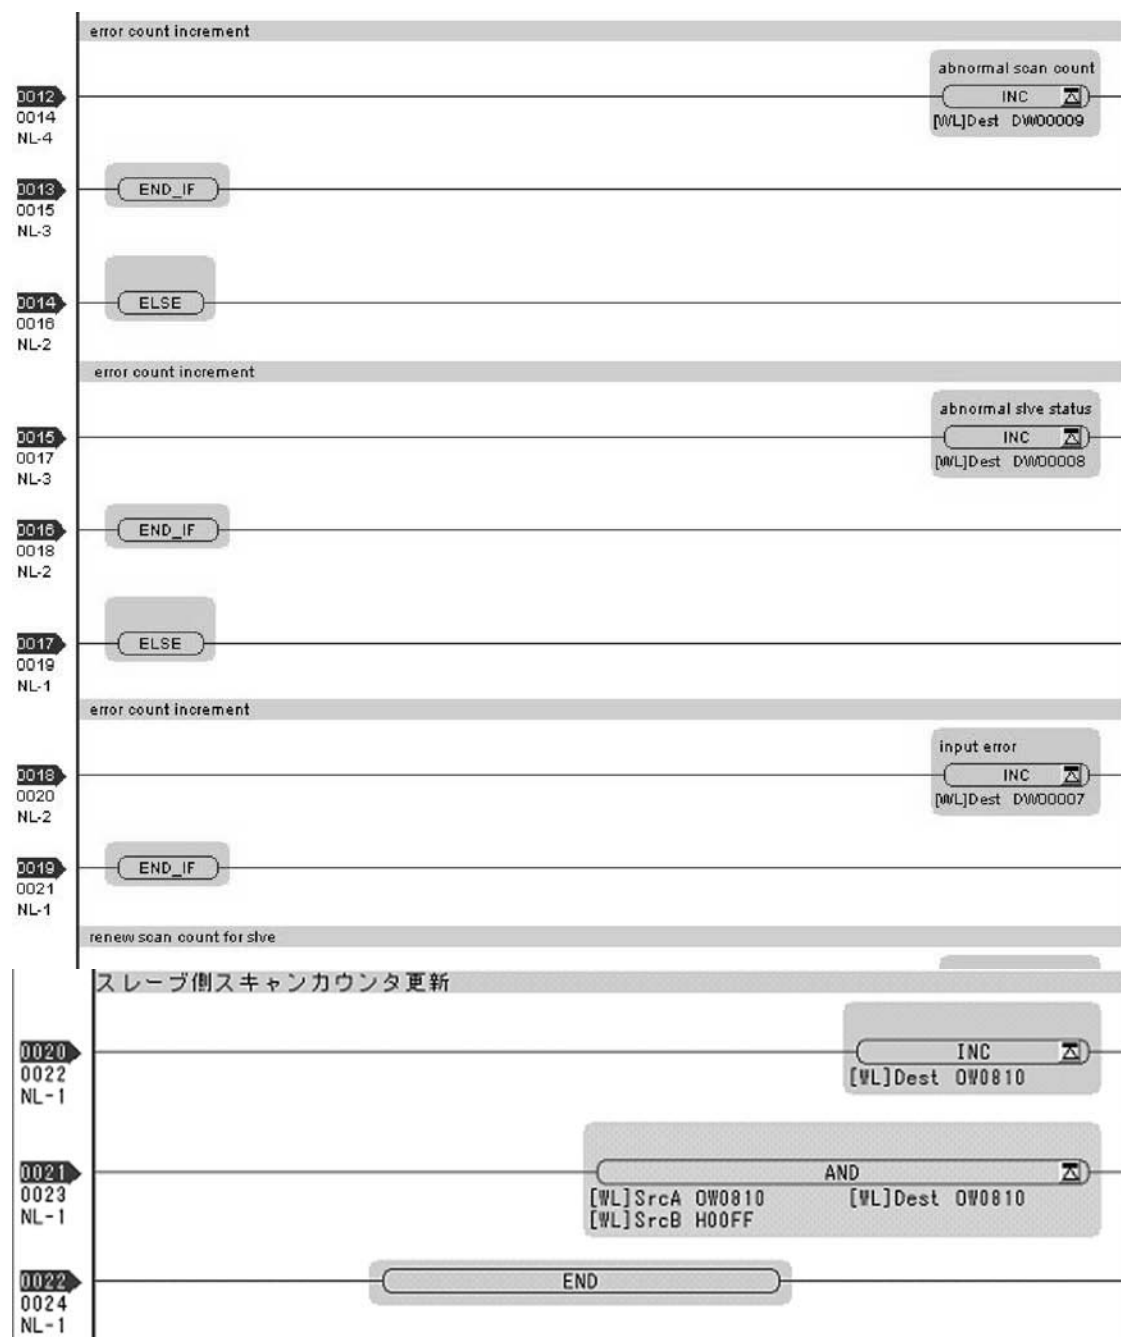 error count increment
abnormal scan count
0012 INC
0014 [WL]Dest DW00009
NL-4
0013 END_IF
0015
NL-3
0014 ELSE
0016
NL-2
error count increment
abnormal slve status
0015 INC
0017 [WL]Dest DW00008
NL-3
0016 END_IF
0018
NL-2
0017 ELSE
0019
NL-1
error count increment
input error
0018 INC
0020 [WL]Dest DW00007
NL-2
0019 END_IF
0021
NL-1
renew scan count for slve
スレーブ側スキャンカウンタ更新
0020 INC
0022 [WL]Dest OW0810
NL-1
0021 AND
0023 [WL]SrcA OW0810 [WL]Dest OW0810
NL-1 [WL]SrcB H00FF
0022 END
0024
NL-1